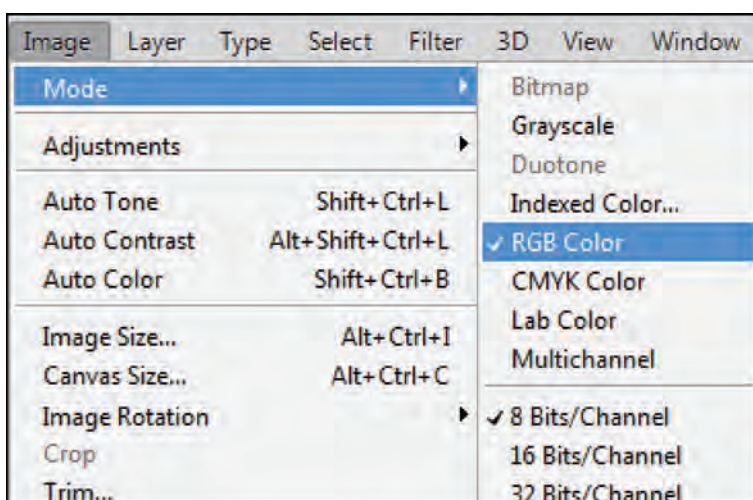 Image Layer Type Select Filter 3D View Window
Mode
Adjustments
Auto Tone Shift+Ctrl+L
Auto Contrast Alt+Shift+Ctrl+L
Auto Color Shift+Ctrl+B
Image Size... Alt+Ctrl+I
Canvas Size... Alt+Ctrl+C
Image Rotation
Crop
Trim...
Bitmap
Grayscale
Duotone
Indexed Color...
RGB Color
CMYK Color
Lab Color
Multichannel
8 Bits/Channel
16 Bits/Channel
32 Bits/Channel